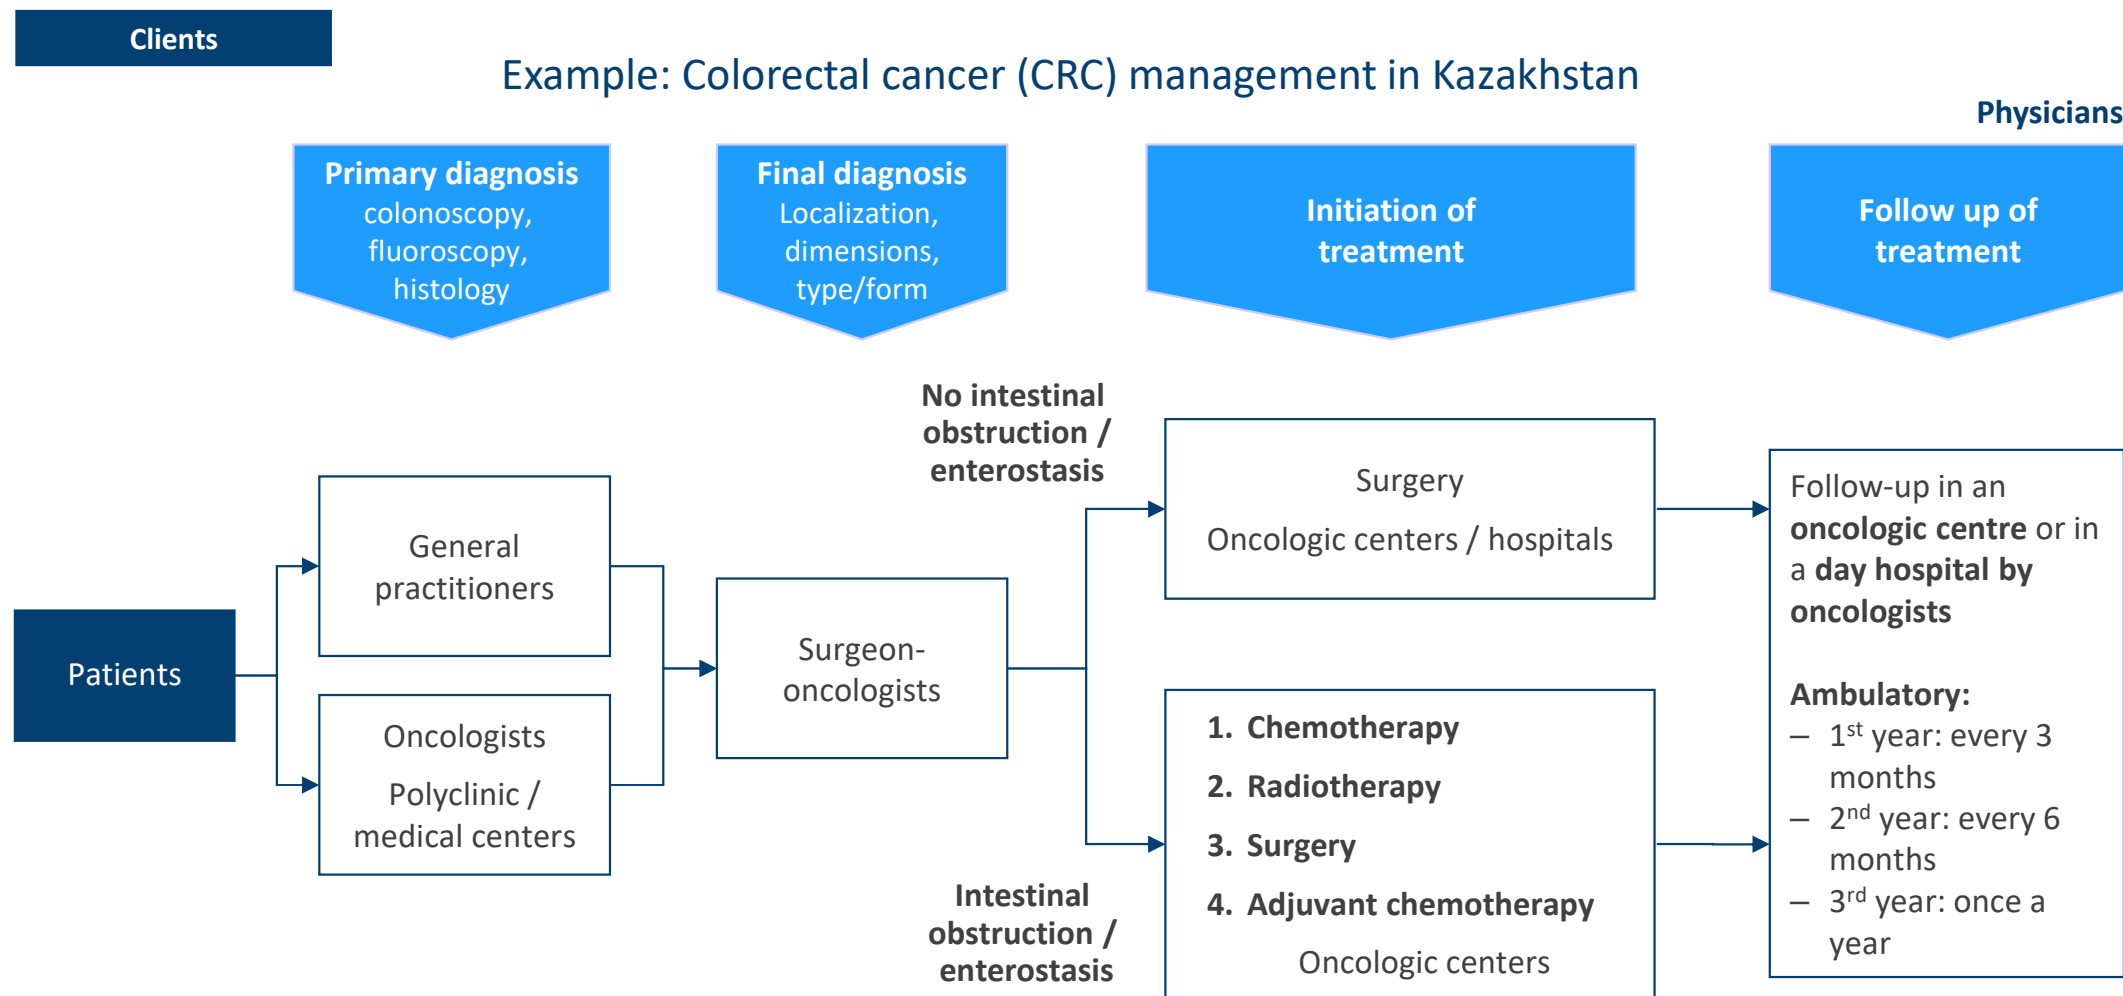 Clients
Example: Colorectal cancer (CRC) management in Kazakhstan
Physicians
Primary diagnosis
colonoscopy,
fluoroscopy,
histology
Final diagnosis
Localization,
dimensions,
type/form
Initiation of
treatment
Follow up of
treatment
Patients
General
practitioners
Oncologists
Polyclinic /
medical centers
Surgeon-
oncologists
No intestinal
obstruction /
enterostasis
Surgery
Oncologic centers / hospitals
Intestinal
obstruction /
enterostasis
1. Chemotherapy
2. Radiotherapy
3. Surgery
4. Adjuvant chemotherapy
Oncologic centers
Follow-up in an
oncologic centre or in
a day hospital by
oncologists
Ambulatory:
– 1st year: every 3
months
– 2nd year: every 6
months
– 3rd year: once a
year